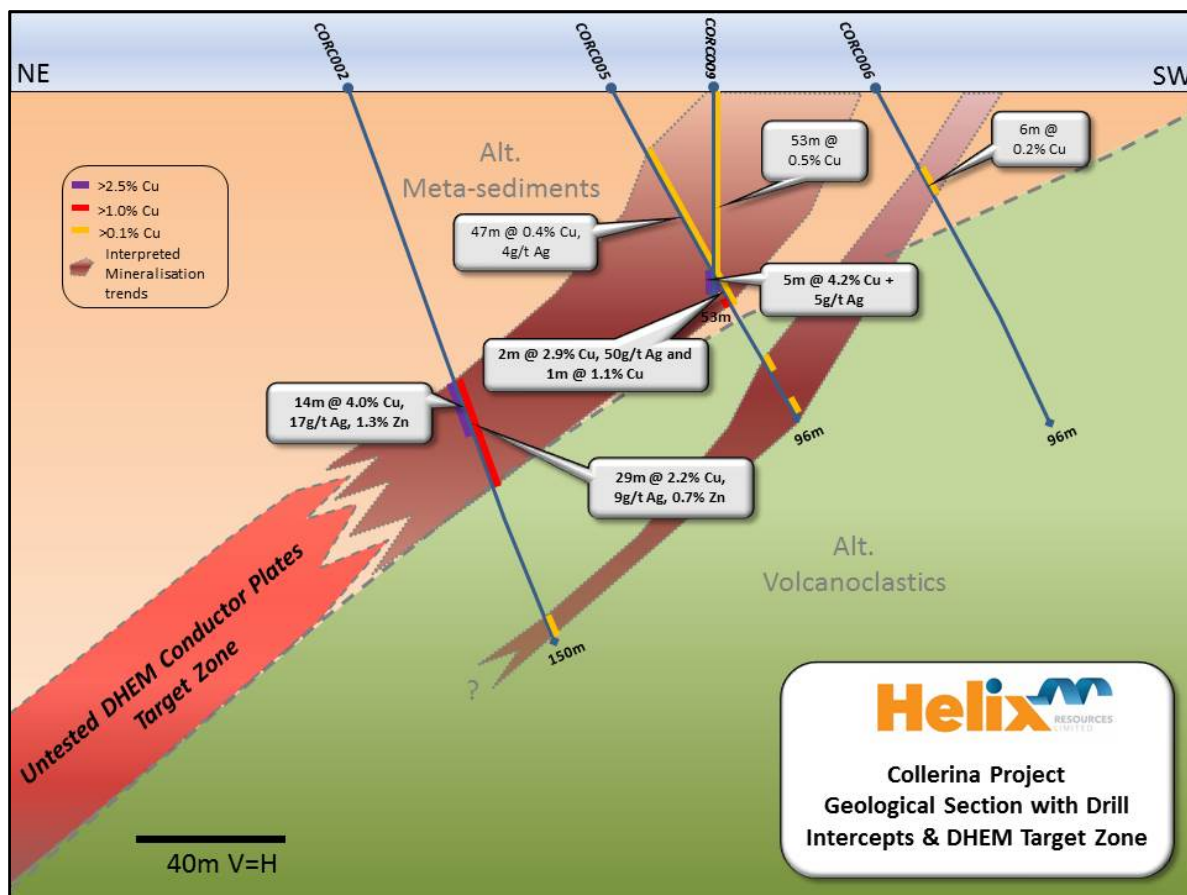 CORC002
CORC005
CORC009
CORC006
NE
SW
>2.5% Cu
>1.0% Cu
>0.1% Cu
Interpreted
Mineralisation
trends
Alt.
Meta-sediments
53m @
0.5% Cu
6m @
0.2% Cu
47m @ 0.4% Cu,
4g/t Ag
5m @ 4.2% Cu +
5g/t Ag
53m
2m @ 2.9% Cu, 50g/t Ag and
1m @ 1.1% Cu
14m @ 4.0% Cu,
17g/t Ag, 1.3% Zn
96m
96m
29m @ 2.2% Cu,
9g/t Ag, 0.7% Zn
Alt.
Volcanoclastics
Untested DHEM Conductor Plates
Target Zone
150m
?
Helix
RESOURCES
LIMITED
Collerina Project
Geological Section with Drill
Intercepts & DHEM Target Zone
40m V=H